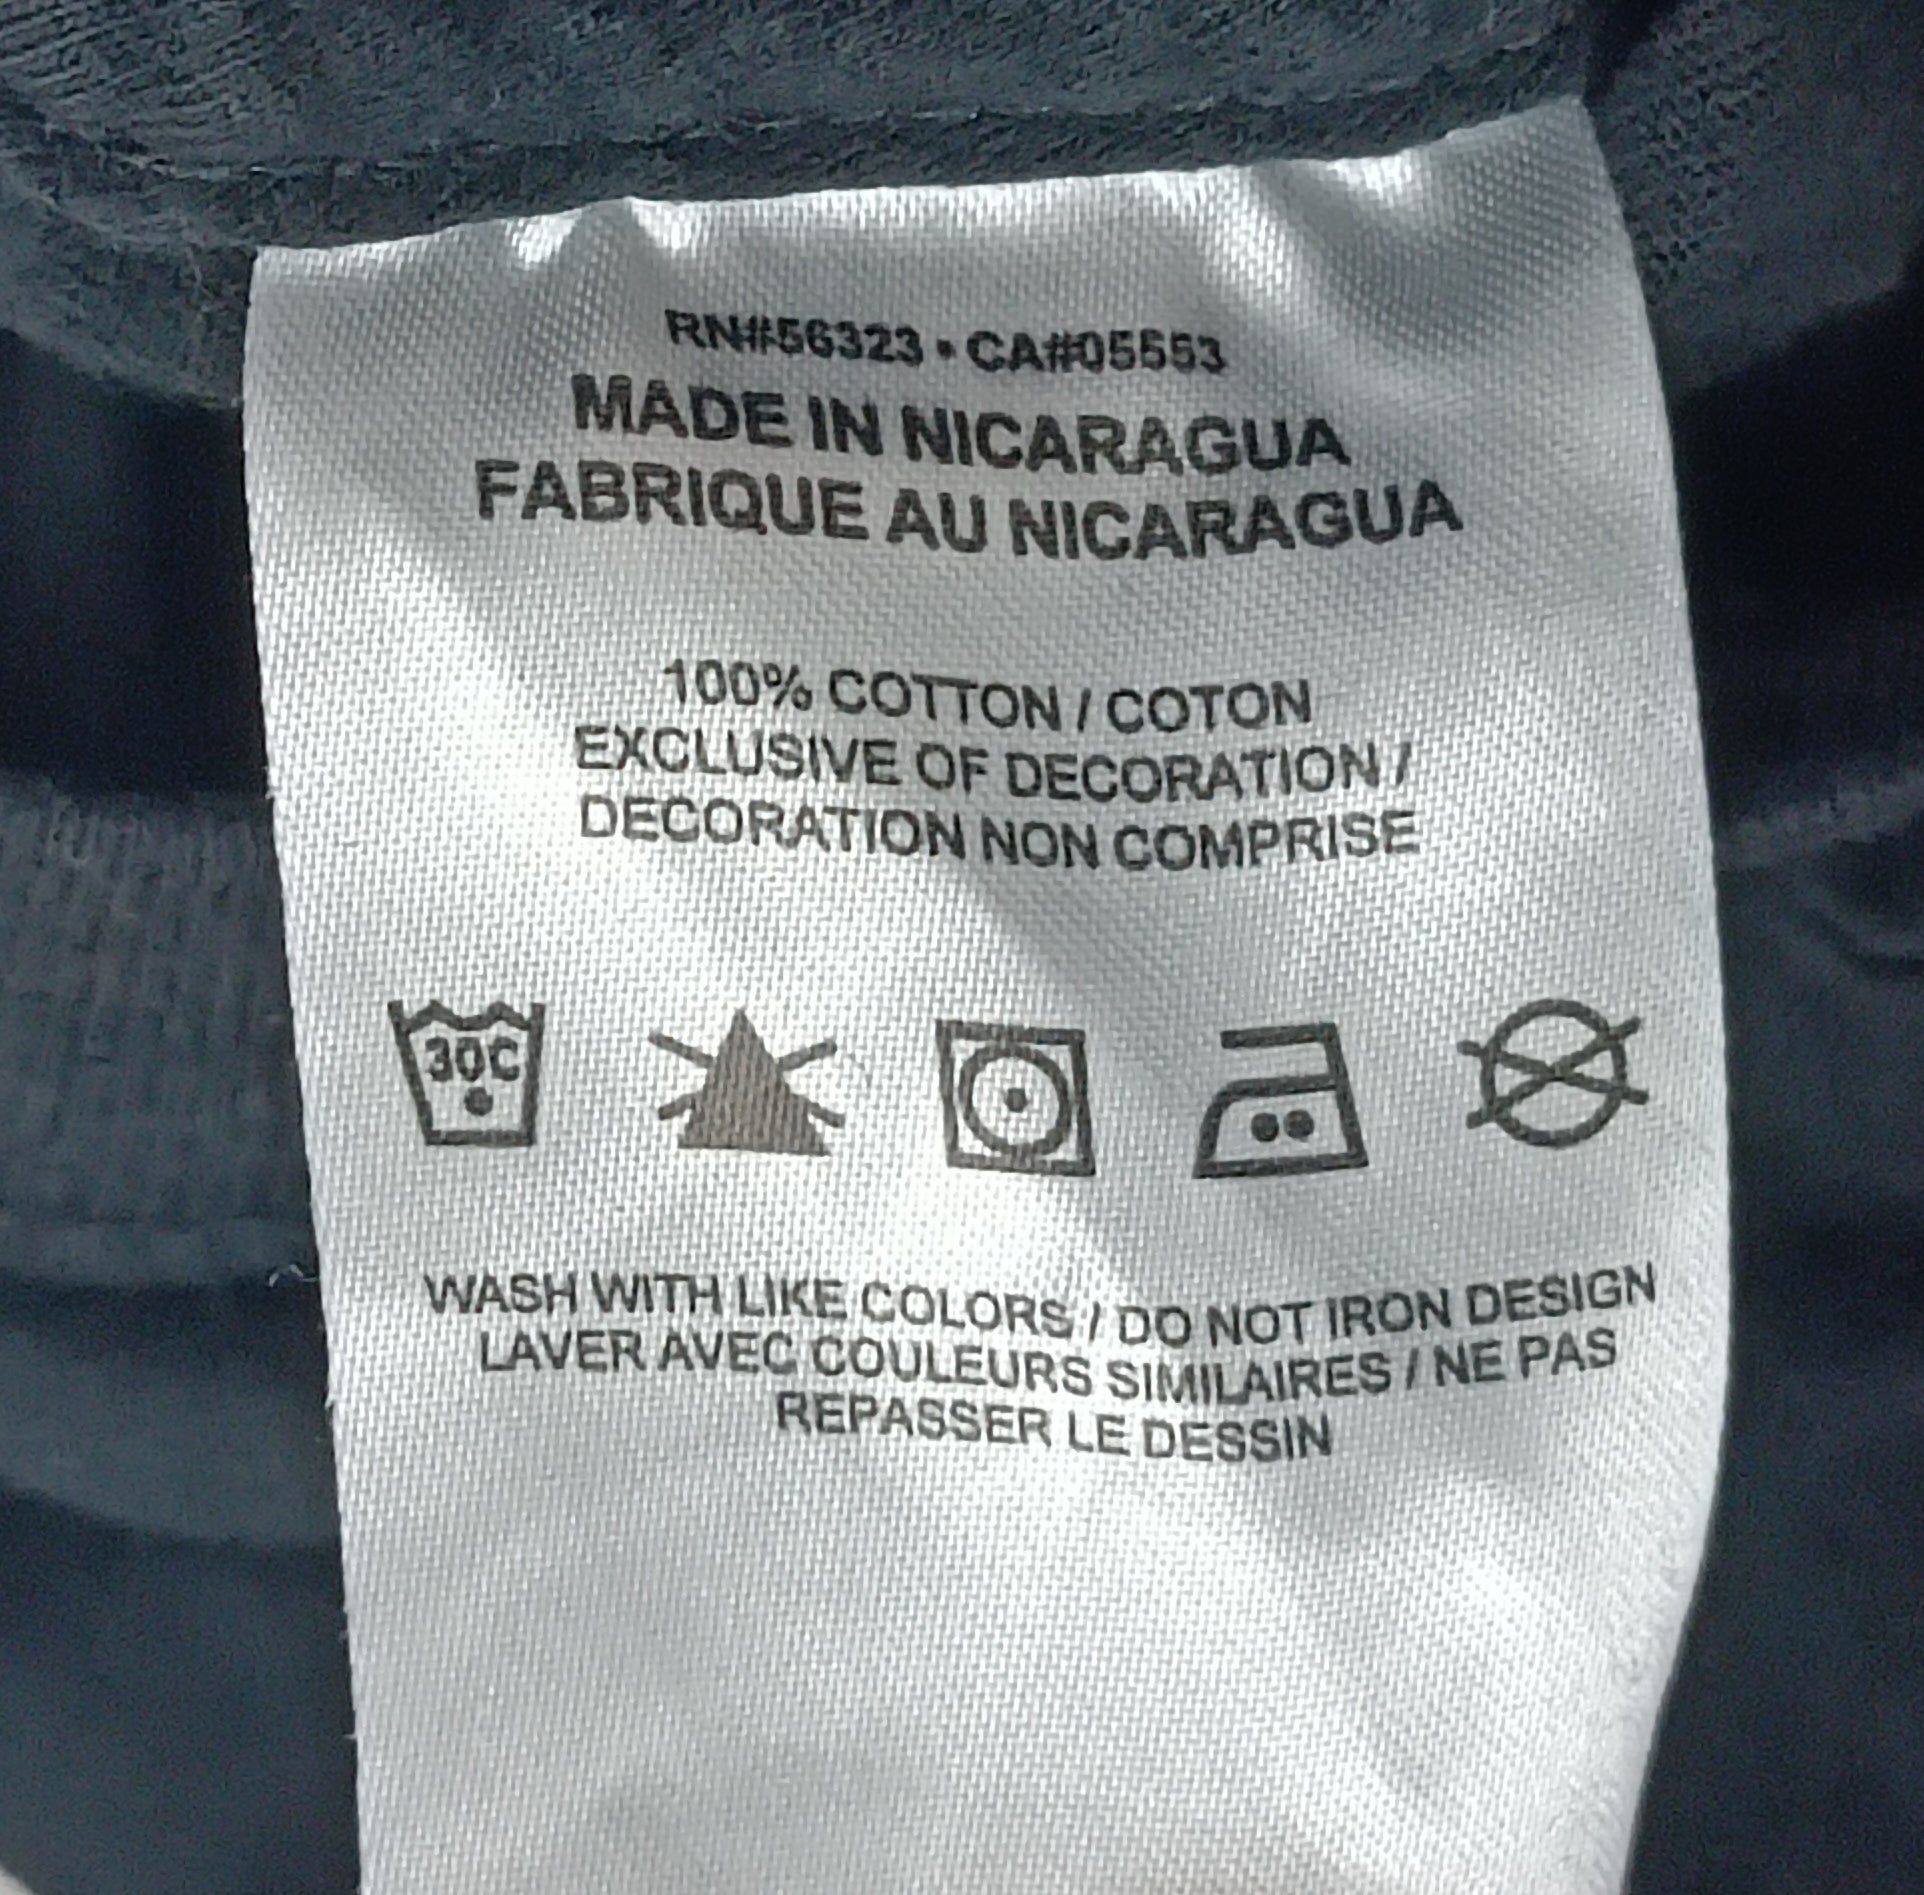 RN#56323 • CA#05553
MADE IN NICARAGUA
FABRIQUE AU NICARAGUA
100% COTTON / COTON
EXCLUSIVE OF DECORATION /
DECORATION NON COMPRISE
30C
WASH WITH LIKE COLORS / DO NOT IRON DESIGN
LAVER AVEC COULEURS SIMILAIRES / NE PAS
REPASSER LE DESSIN